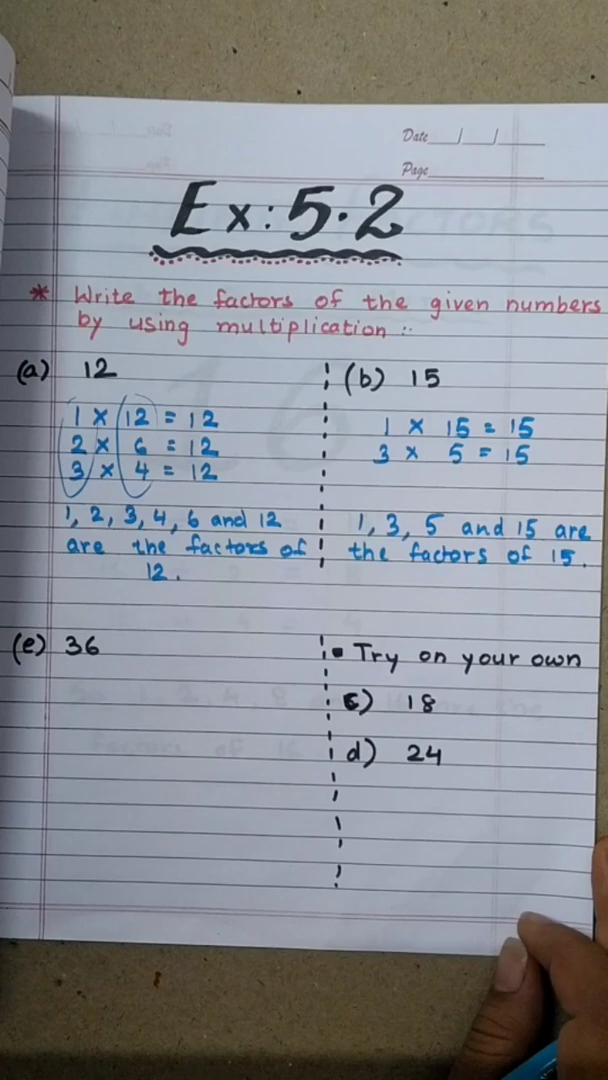 Date __/__/__
Page
Ex: 5.2
* Write the factors of the given numbers
by using multiplication :
(a) 12
1 × 12 = 12
2 × 6 = 12
3 × 4 = 12
1, 2, 3, 4, 6 and 12
are the factors of
12.
(b) 15
1 × 15 = 15
3 × 5 = 15
1, 3, 5 and 15 are
the factors of 15.
(e) 36
• Try on your own
c) 18
d) 24